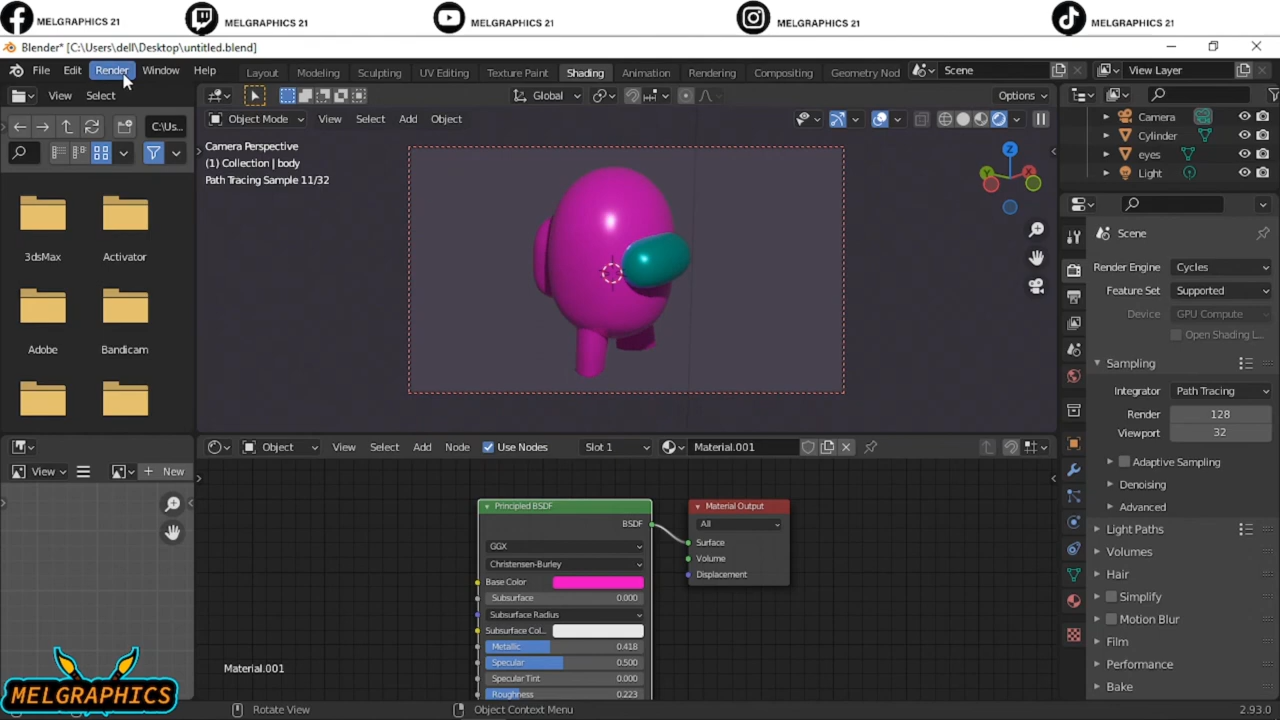 MELGRAPHICS 21
MELGRAPHICS 21
MELGRAPHICS 21
MELGRAPHICS 21
MELGRAPHICS 21
Blender* [C:\Users\dell\Desktop\untitled.blend]
File Edit Render Window Help
Layout Modeling Sculpting UV Editing Texture Paint Shading Animation Rendering Compositing Geometry Nod
Scene
View Layer
View Select
Global
Options
C:\Us...
Object Mode View Select Add Object
Camera Perspective
(1) Collection | body
Path Tracing Sample 11/32
Z
Y
X
3dsMax
Activator
Adobe
Bandicam
Camera
Cylinder
eyes
Light
Scene
Render Engine Cycles
Feature Set Supported
Device GPU Compute
Open Shading L...
Sampling
Integrator Path Tracing
Render 128
Viewport 32
Adaptive Sampling
Denoising
Advanced
Light Paths
Volumes
Hair
Simplify
Motion Blur
Film
Performance
Bake
View
New
Object View Select Add Node Use Nodes Slot 1 Material.001
Principled BSDF
BSDF
GGX
Christensen-Burley
Base Color
Subsurface 0.000
Subsurface Radius
Subsurface Col...
Metallic 0.418
Specular 0.500
Specular Tint 0.000
Roughness 0.223
Material Output
All
Surface
Volume
Displacement
Material.001
MELGRAPHICS
Rotate View
Object Context Menu
2.93.0